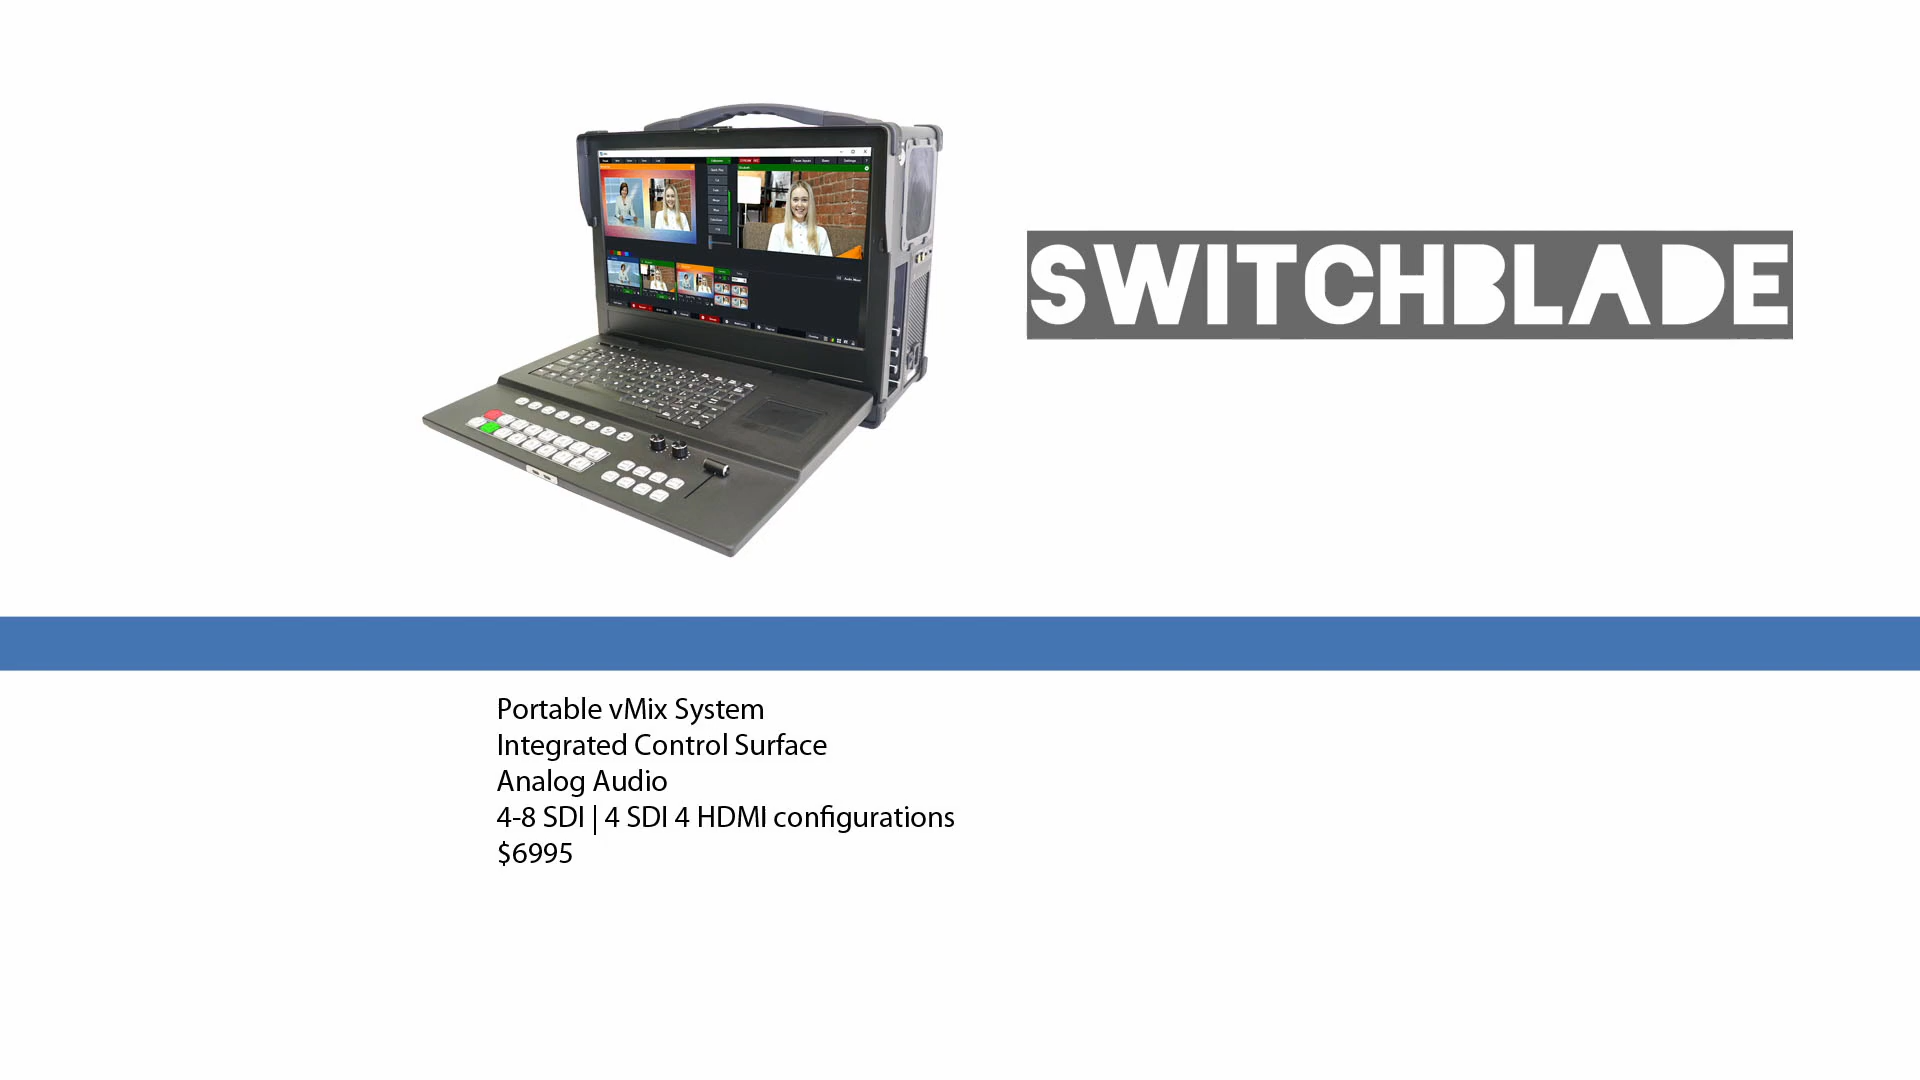 SWITCHBLADE
Portable vMix System
Integrated Control Surface
Analog Audio
4-8 SDI | 4 SDI 4 HDMI configurations
$6995